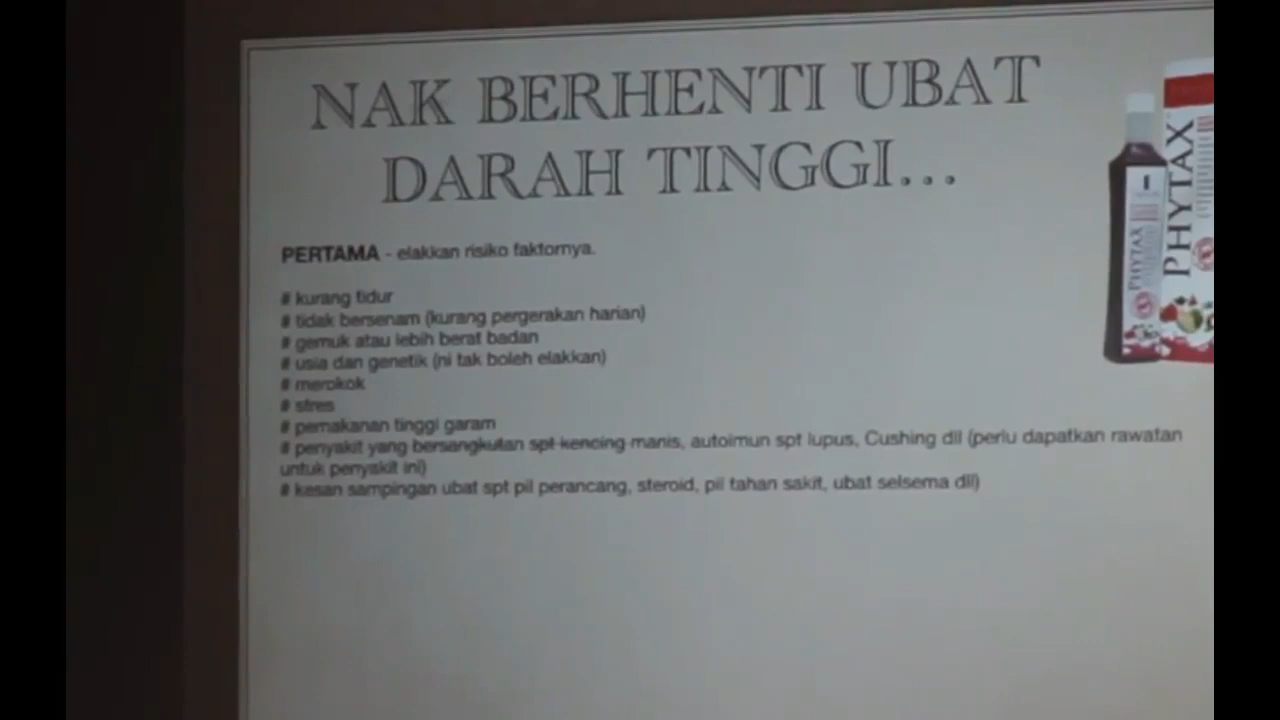 NAK BERHENTI UBAT
DARAH TINGGI...
PERTAMA - elakkan risiko faktornya.
# kurang tidur
# tidak bersenam (kurang pergerakan harian)
# gemuk atau lebih berat badan
# usia dan genetik (ni tak boleh elakkan)
# merokok
# stres
# pemakanan tinggi garam
# penyakit yang bersangkutan spt kencing manis, autoimun spt lupus, Cushing dll (perlu dapatkan rawatan
untuk penyakit ini)
# kesan sampingan ubat spt pil perancang, steroid, pil tahan sakit, ubat selsema dll)
PHYTAX
PHYTAX